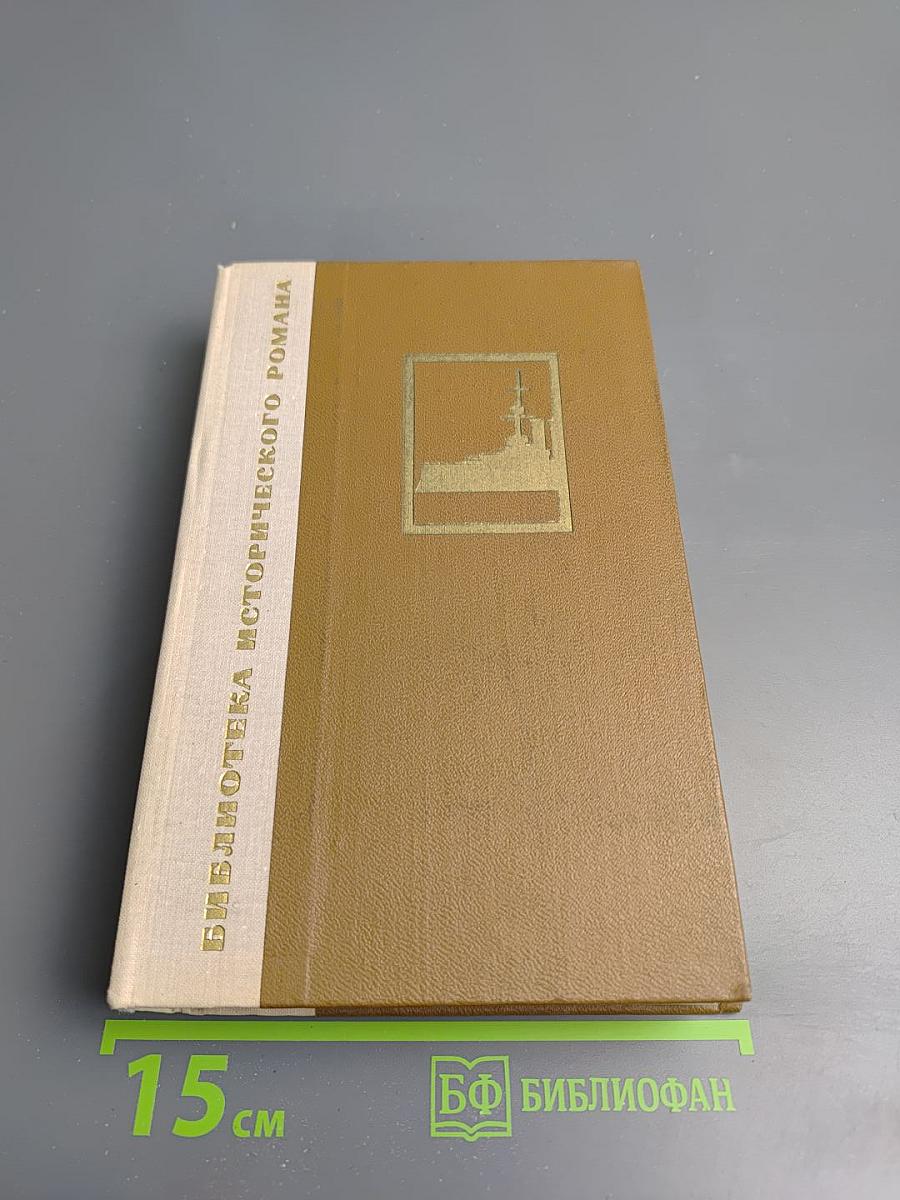 БИБЛИОТЕКА ИСТОРИЧЕСКОГО РОМАНА
15 см
БФ БИБЛИОФАН